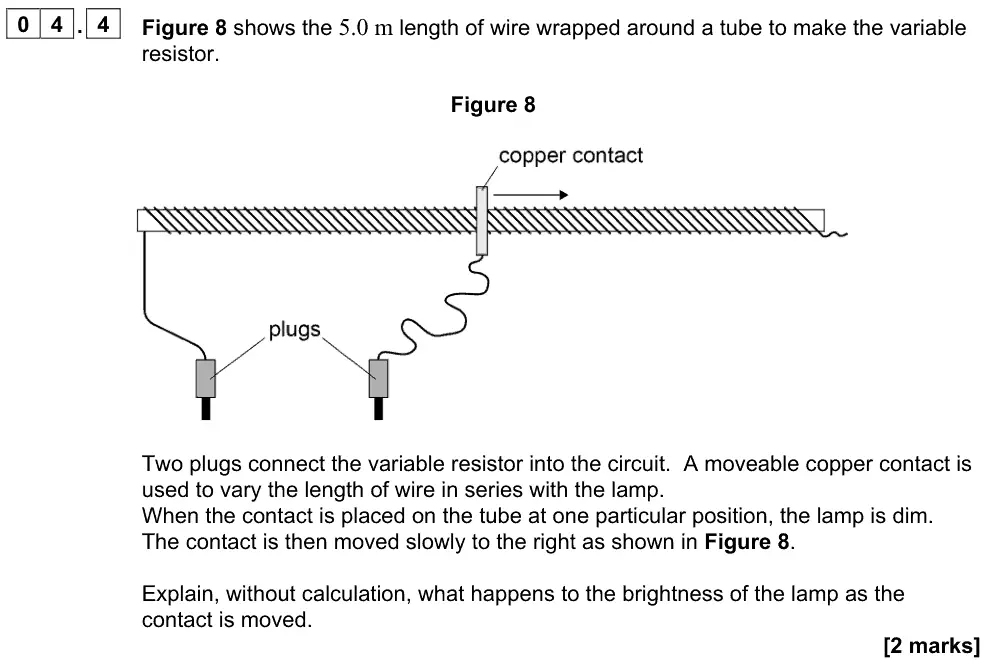 0 4 . 4 Figure 8 shows the 5.0 m length of wire wrapped around a tube to make the variable
resistor.
Figure 8
copper contact
plugs
Two plugs connect the variable resistor into the circuit. A moveable copper contact is
used to vary the length of wire in series with the lamp.
When the contact is placed on the tube at one particular position, the lamp is dim.
The contact is then moved slowly to the right as shown in Figure 8.
Explain, without calculation, what happens to the brightness of the lamp as the
contact is moved.
[2 marks]